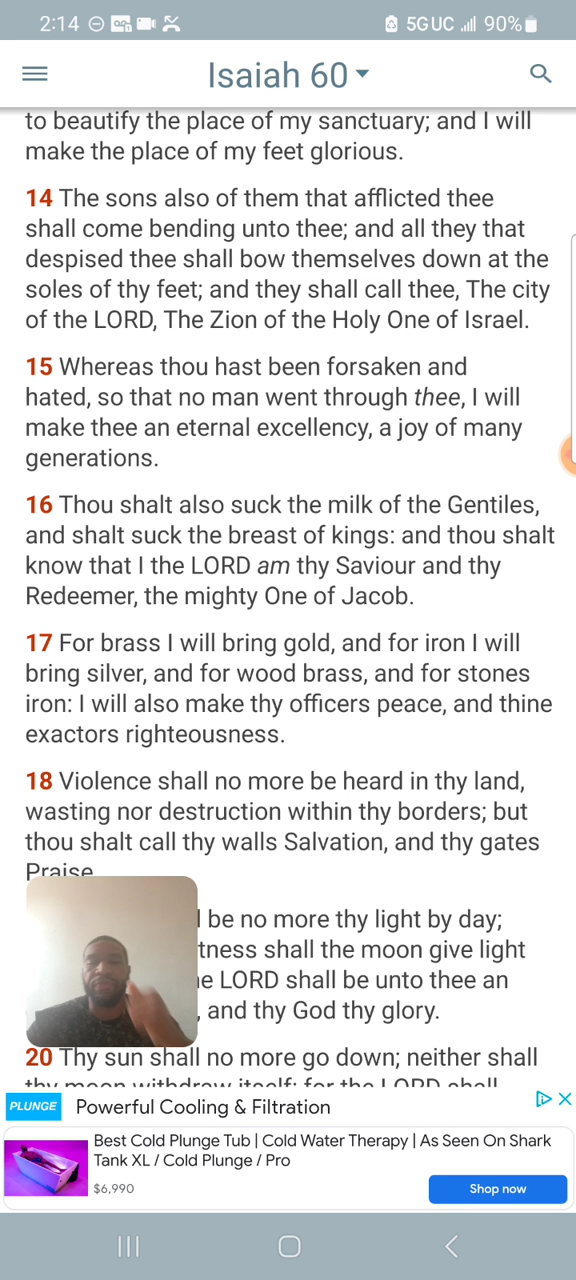 2:14 5G UC 90%
Isaiah 60
to beautify the place of my sanctuary; and I will
make the place of my feet glorious.
14 The sons also of them that afflicted thee
shall come bending unto thee; and all they that
despised thee shall bow themselves down at the
soles of thy feet; and they shall call thee, The city
of the LORD, The Zion of the Holy One of Israel.
15 Whereas thou hast been forsaken and
hated, so that no man went through thee, I will
make thee an eternal excellency, a joy of many
generations.
16 Thou shalt also suck the milk of the Gentiles,
and shalt suck the breast of kings: and thou shalt
know that I the LORD am thy Saviour and thy
Redeemer, the mighty One of Jacob.
17 For brass I will bring gold, and for iron I will
bring silver, and for wood brass, and for stones
iron: I will also make thy officers peace, and thine
exactors righteousness.
18 Violence shall no more be heard in thy land,
wasting nor destruction within thy borders; but
thou shalt call thy walls Salvation, and thy gates
Praise
be no more thy light by day;
tness shall the moon give light
LORD shall be unto thee an
, and thy God thy glory.
20 Thy sun shall no more go down; neither shall
thy moon withdraw itself: for the LORD shall
PLUNGE Powerful Cooling & Filtration
Best Cold Plunge Tub | Cold Water Therapy | As Seen On Shark
Tank XL / Cold Plunge / Pro
$6,990
Shop now